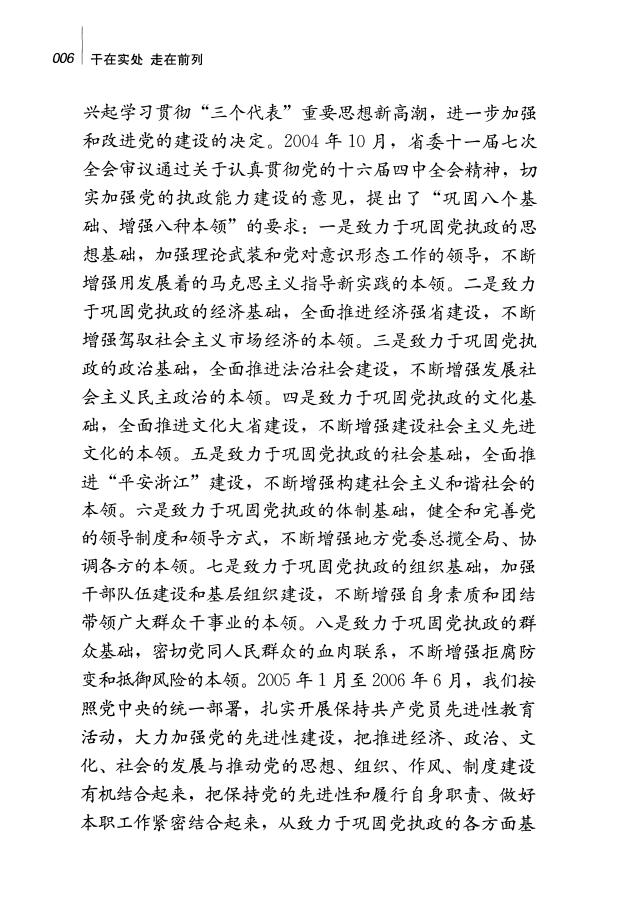 006 干在实处 走在前列
兴起学习贯彻“三个代表”重要思想新高潮，进一步加强
和改进党的建设的决定。2004 年 10 月，省委十一届七次
全会审议通过关于认真贯彻党的十六届四中全会精神，切
实加强党的执政能力建设的意见，提出了“巩固八个基
础、增强八种本领”的要求：一是致力于巩固党执政的思
想基础，加强理论武装和党对意识形态工作的领导，不断
增强用发展着的马克思主义指导新实践的本领。二是致力
于巩固党执政的经济基础，全面推进经济强省建设，不断
增强驾驭社会主义市场经济的本领。三是致力于巩固党执
政的政治基础，全面推进法治社会建设，不断增强发展社
会主义民主政治的本领。四是致力于巩固党执政的文化基
础，全面推进文化大省建设，不断增强建设社会主义先进
文化的本领。五是致力于巩固党执政的社会基础，全面推
进“平安浙江”建设，不断增强构建社会主义和谐社会的
本领。六是致力于巩固党执政的体制基础，健全和完善党
的领导制度和领导方式，不断增强地方党委总揽全局、协
调各方的本领。七是致力于巩固党执政的组织基础，加强
干部队伍建设和基层组织建设，不断增强自身素质和团结
带领广大群众干事业的本领。八是致力于巩固党执政的群
众基础，密切党同人民群众的血肉联系，不断增强拒腐防
变和抵御风险的本领。2005 年 1 月至 2006 年 6 月，我们按
照党中央的统一部署，扎实开展保持共产党员先进性教育
活动，大力加强党的先进性建设，把推进经济、政治、文
化、社会的发展与推动党的思想、组织、作风、制度建设
有机结合起来，把保持党的先进性和履行自身职责、做好
本职工作紧密结合起来，从致力于巩固党执政的各方面基